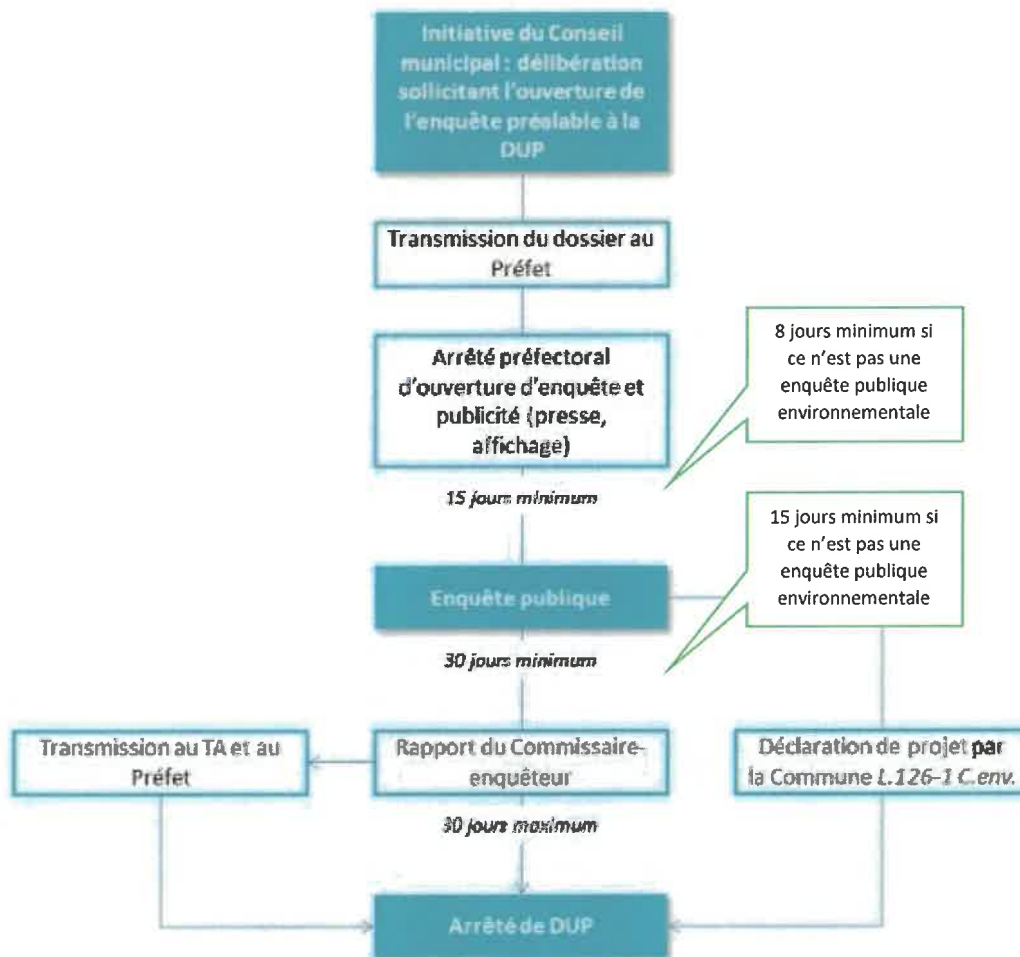 Initiative du Conseil
municipal : délibération
sollicitant l'ouverture de
l'enquête préalable à la
DUP
Transmission du dossier au
Préfet
Arrêté préfectoral
d'ouverture d'enquête et
publicité (presse,
affichage)
8 jours minimum si
ce n'est pas une
enquête publique
environnementale
15 jours minimum
15 jours minimum si
ce n'est pas une
enquête publique
environnementale
Enquête publique
30 jours minimum
Transmission au TA et au
Préfet
Rapport du Commissaire-
enquêteur
Déclaration de projet par
la Commune L.126-1 C.env.
30 jours maximum
Arrêté de DUP